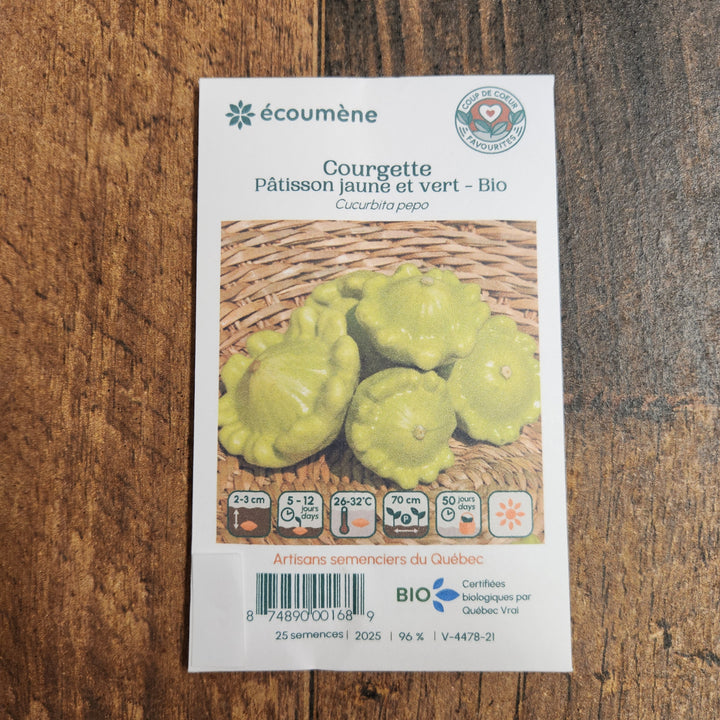 écoumène
COUP DE COEUR
FAVOURITES
Courgette
Pâtisson jaune et vert - Bio
Cucurbita pepo
2-3 cm
5 - 12
jours
days
26-32°C
70 cm
P
50 jours
days
Artisans semenciers du Québec
8 74890 00168 9
BIO
Certifiées
biologiques par
Québec Vrai
25 semences | 2025 | 96 % | V-4478-21